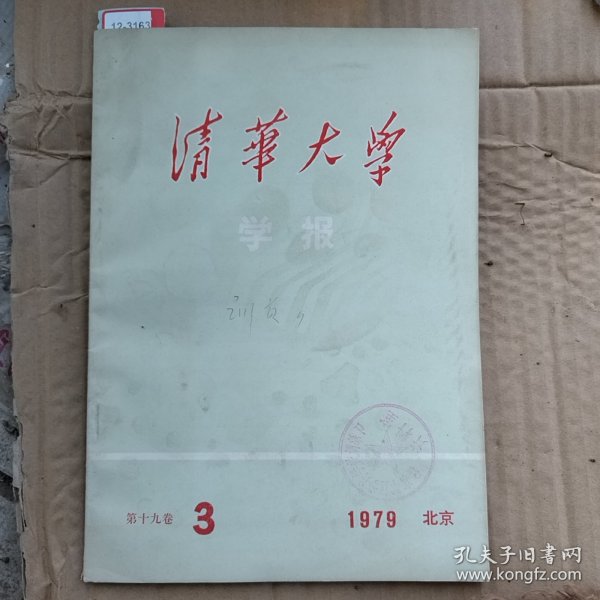 12-3163
清華大學
学报
第十九卷 3 1979 北京
孔夫子旧书网
www.kongfz.com